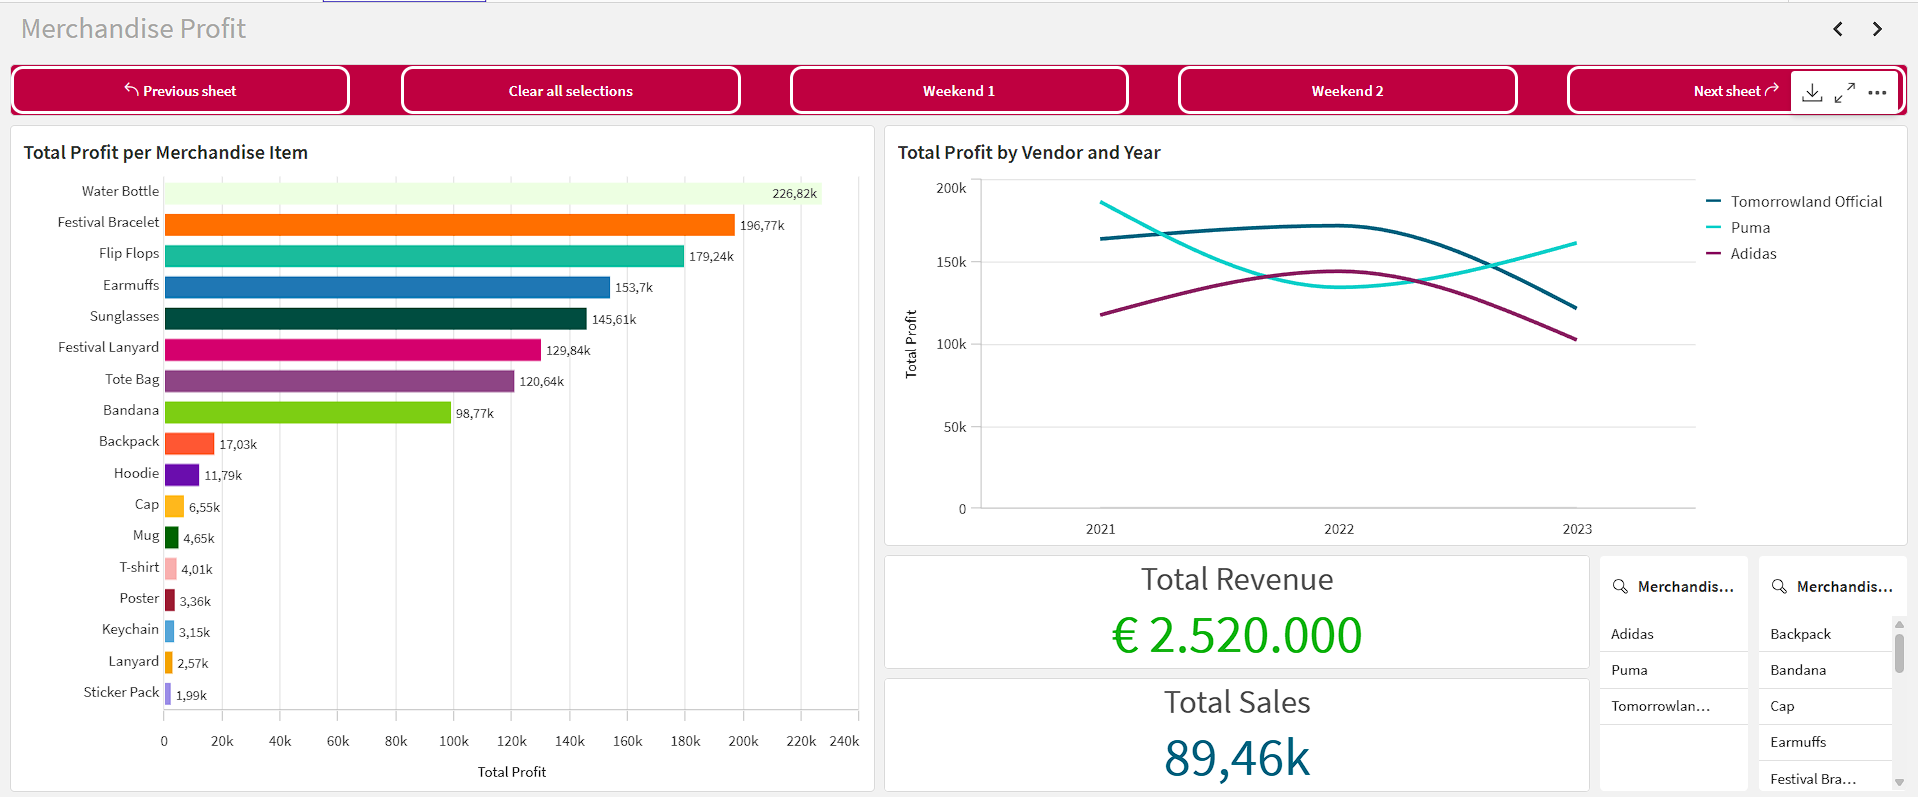 Merchandise Profit
Previous sheet
Clear all selections
Weekend 1
Weekend 2
Next sheet
Total Profit per Merchandise Item
Water Bottle 226,82k
Festival Bracelet 196,77k
Flip Flops 179,24k
Earmuffs 153,7k
Sunglasses 145,61k
Festival Lanyard 129,84k
Tote Bag 120,64k
Bandana 98,77k
Backpack 17,03k
Hoodie 11,79k
Cap 6,55k
Mug 4,65k
T-shirt 4,01k
Poster 3,36k
Keychain 3,15k
Lanyard 2,57k
Sticker Pack 1,99k
0 20k 40k 60k 80k 100k 120k 140k 160k 180k 200k 220k 240k
Total Profit
Total Profit by Vendor and Year
200k
150k
100k
50k
0
Total Profit
2021 2022 2023
Tomorrowland Official
Puma
Adidas
Total Revenue
€ 2.520.000
Total Sales
89,46k
Merchandis...
Adidas
Puma
Tomorrowlan...
Merchandis...
Backpack
Bandana
Cap
Earmuffs
Festival Bra...